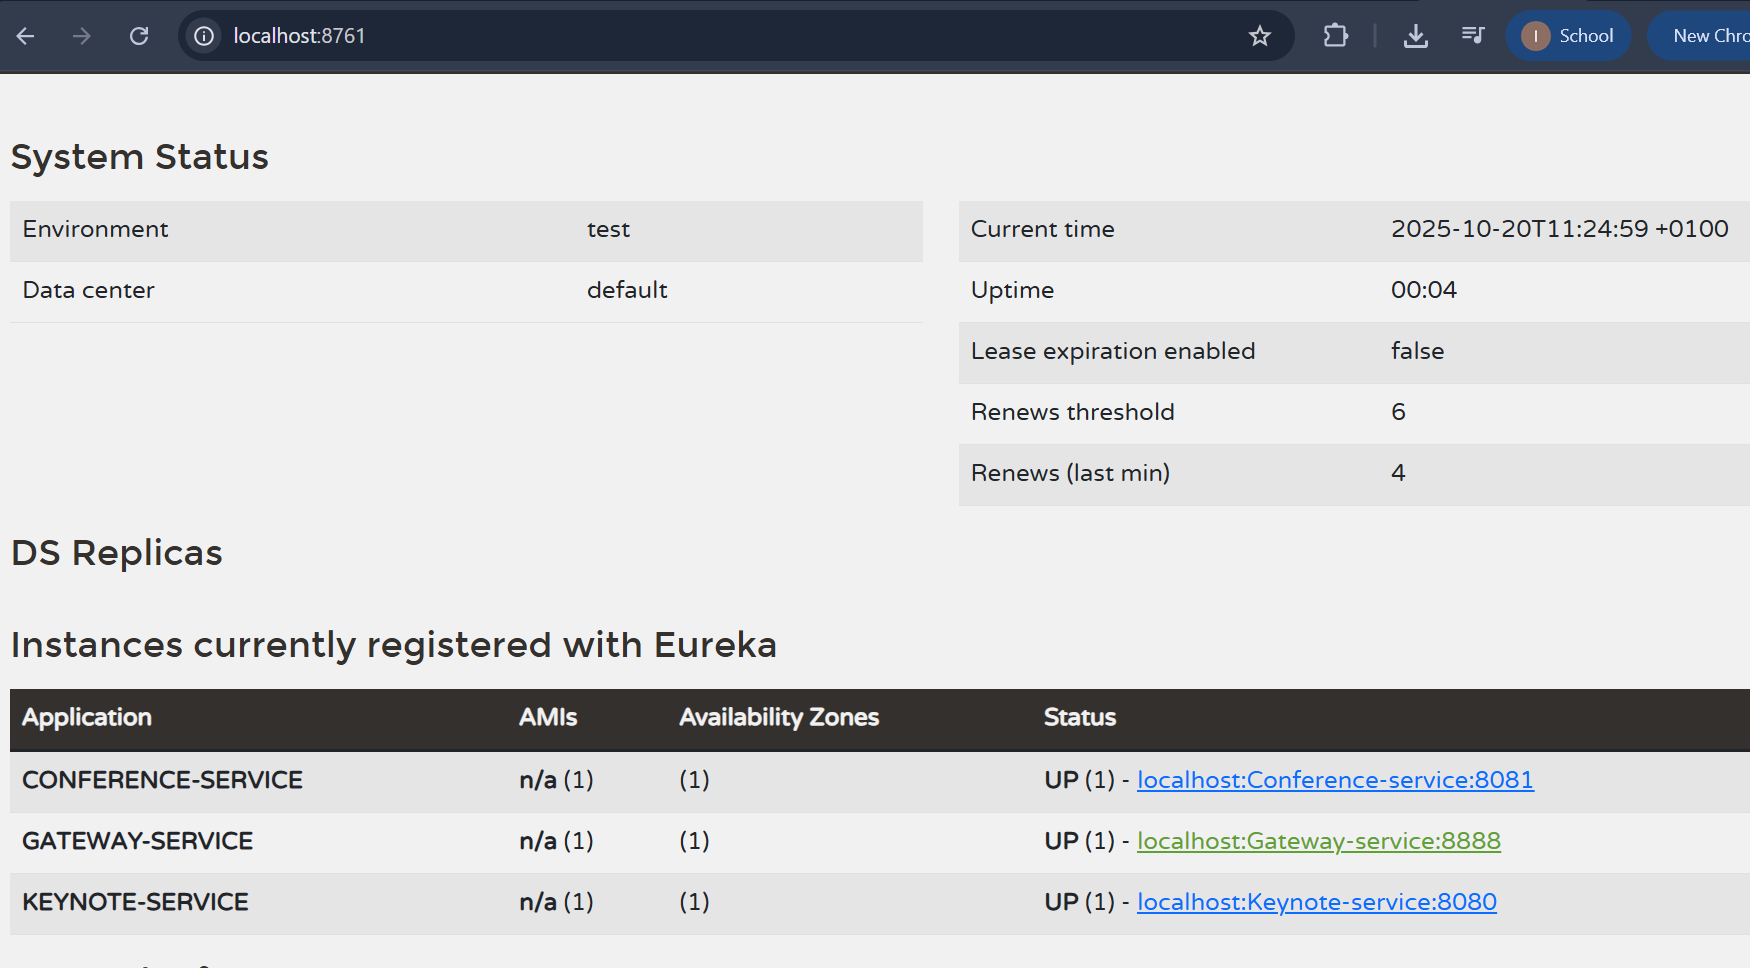 localhost:8761
I School
New Chro
System Status
Environment test
Data center default
Current time 2025-10-20T11:24:59 +0100
Uptime 00:04
Lease expiration enabled false
Renews threshold 6
Renews (last min) 4
DS Replicas
Instances currently registered with Eureka
Application AMIs Availability Zones Status
CONFERENCE-SERVICE n/a (1) (1) UP (1) - localhost:Conference-service:8081
GATEWAY-SERVICE n/a (1) (1) UP (1) - localhost:Gateway-service:8888
KEYNOTE-SERVICE n/a (1) (1) UP (1) - localhost:Keynote-service:8080